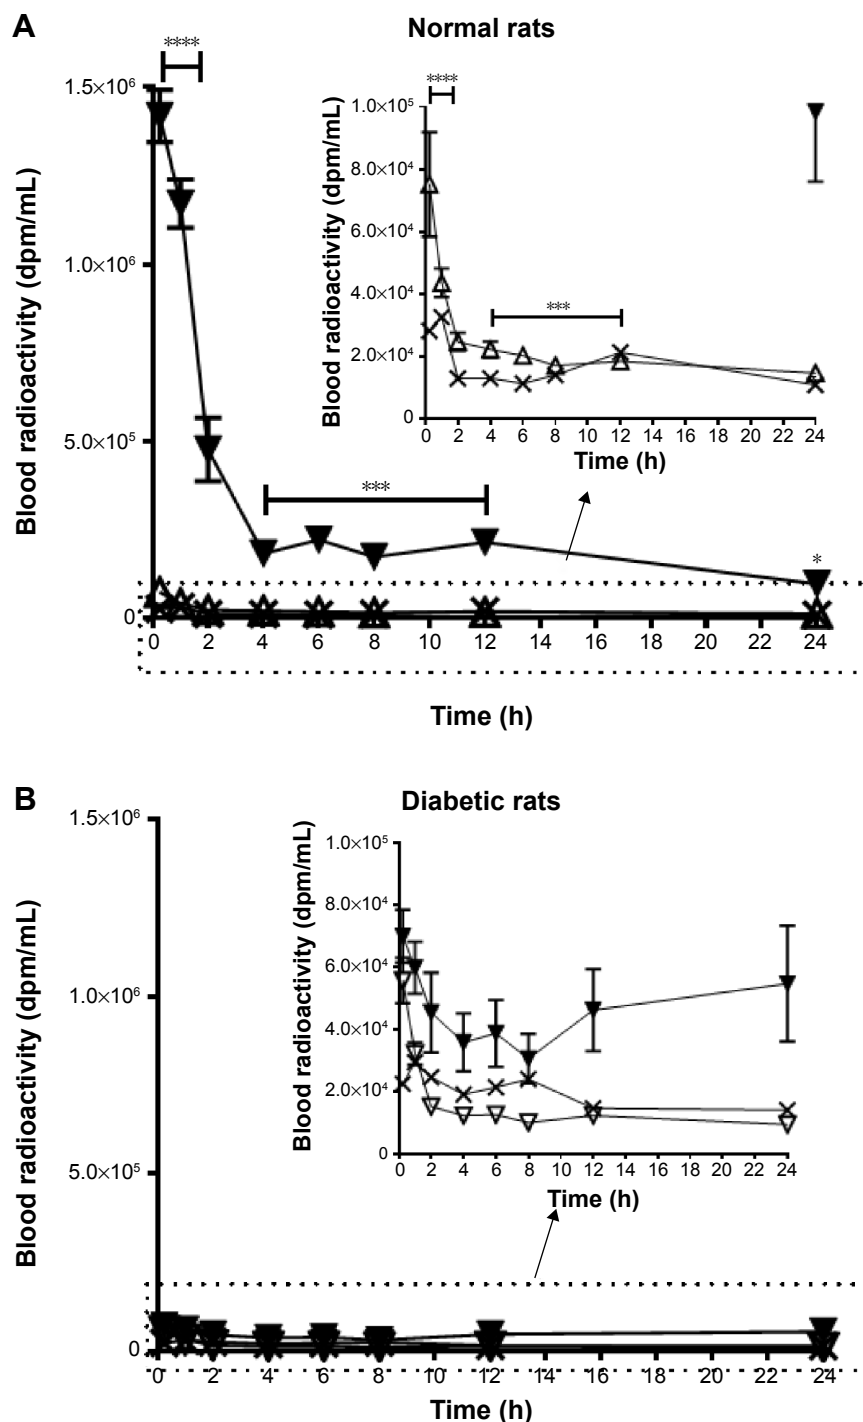 A
Normal rats
****
1.5×10⁶
1.0×10⁶
5.0×10⁵
0
Blood radioactivity (dpm/mL)
****
1.0×10⁵
8.0×10⁴
6.0×10⁴
4.0×10⁴
2.0×10⁴
0
Blood radioactivity (dpm/mL)
***
0 2 4 6 8 10 12 14 16 18 20 22 24
Time (h)
***
*
0 2 4 6 8 10 12 14 16 18 20 22 24
Time (h)
B
Diabetic rats
1.5×10⁶
1.0×10⁶
5.0×10⁵
0
Blood radioactivity (dpm/mL)
1.0×10⁵
8.0×10⁴
6.0×10⁴
4.0×10⁴
2.0×10⁴
0
Blood radioactivity (dpm/mL)
0 2 4 6 8 10 12 14 16 18 20 22 24
Time (h)
0 2 4 6 8 10 12 14 16 18 20 22 24
Time (h)